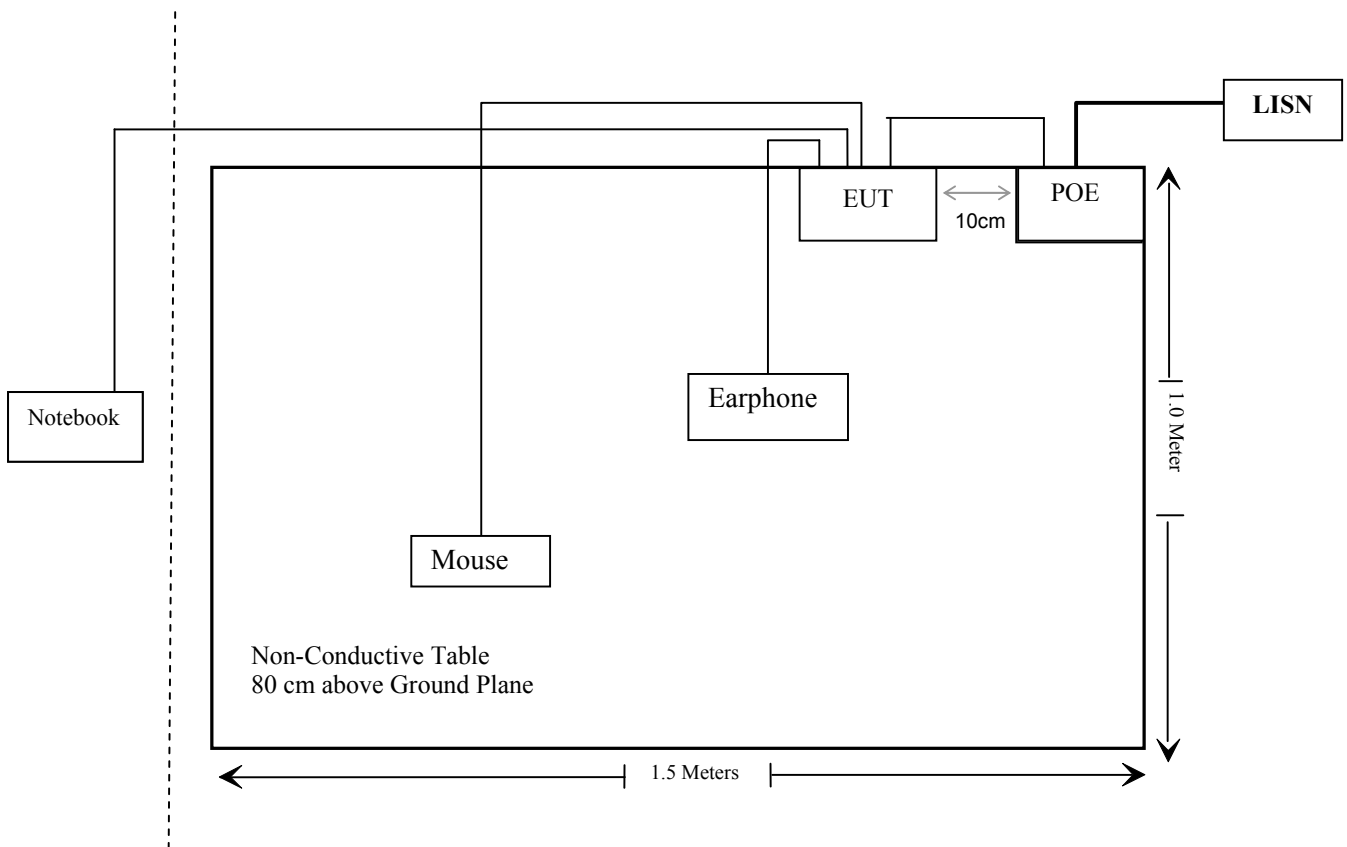 LISN
EUT
POE
10cm
Notebook
Earphone
1.0 Meter
Mouse
Non-Conductive Table
80 cm above Ground Plane
1.5 Meters